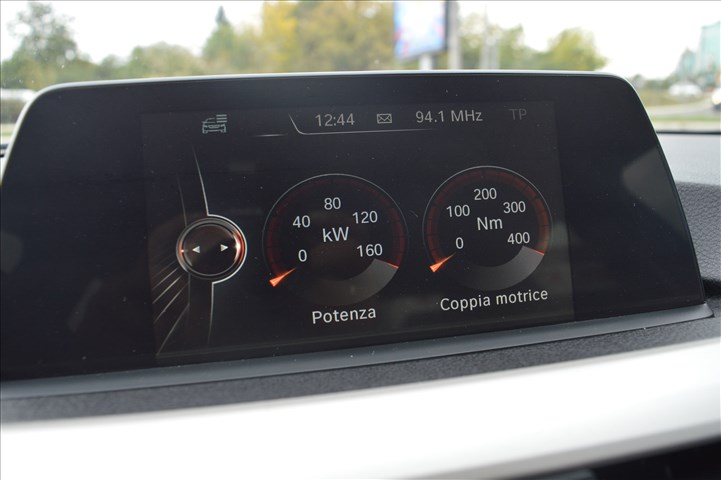 12:44 94.1 MHz TP
80
40 120
kW
0 160
Potenza
200
100 300
Nm
0 400
Coppia motrice